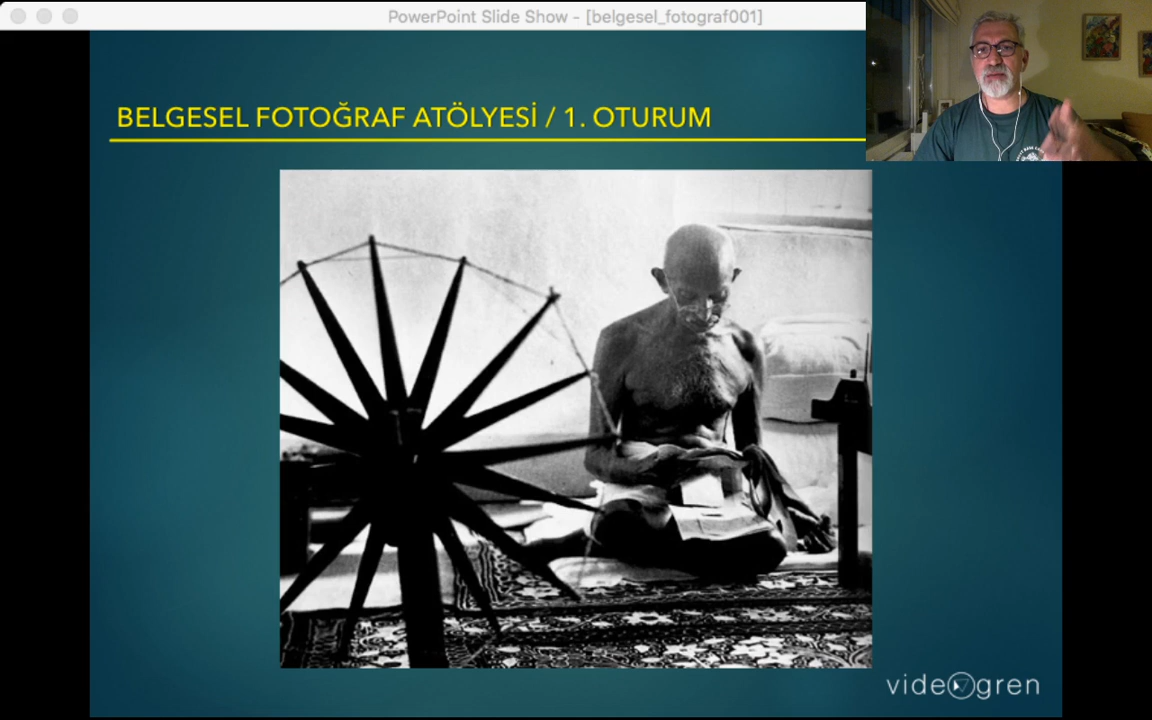 PowerPoint Slide Show - [belgesel_fotograf001]
BELGESEL FOTOĞRAF ATÖLYESİ / 1. OTURUM
videogren